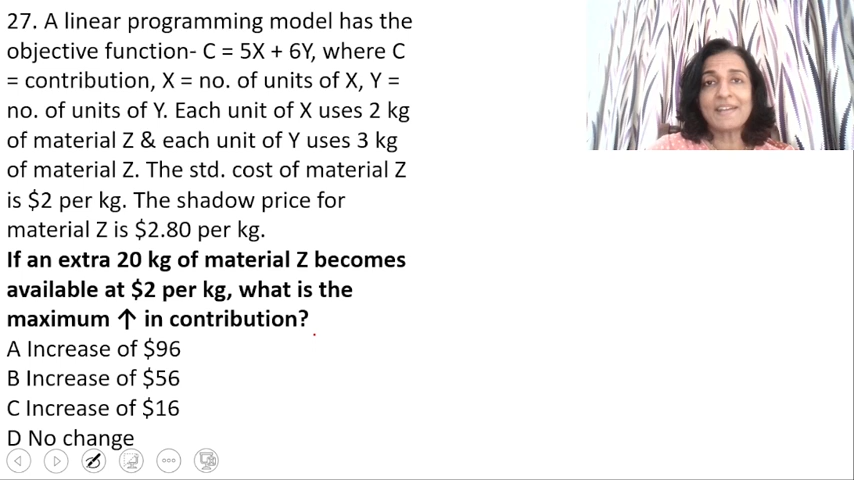 27. A linear programming model has the
objective function- C = 5X + 6Y, where C
= contribution, X = no. of units of X, Y =
no. of units of Y. Each unit of X uses 2 kg
of material Z & each unit of Y uses 3 kg
of material Z. The std. cost of material Z
is $2 per kg. The shadow price for
material Z is $2.80 per kg.
If an extra 20 kg of material Z becomes
available at $2 per kg, what is the
maximum ↑ in contribution?
A Increase of $96
B Increase of $56
C Increase of $16
D No change